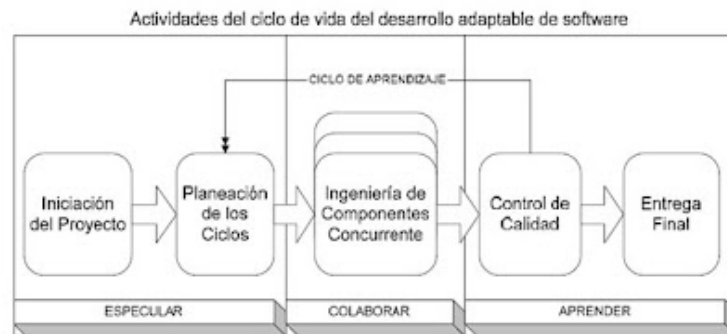 Actividades del ciclo de vida del desarrollo adaptable de software
CICLO DE APRENDIZAJE
Iniciación
del Proyecto
Planeación
de los
Ciclos
Ingeniería de
Componentes
Concurrente
Control de
Calidad
Entrega
Final
ESPECULAR
COLABORAR
APRENDER